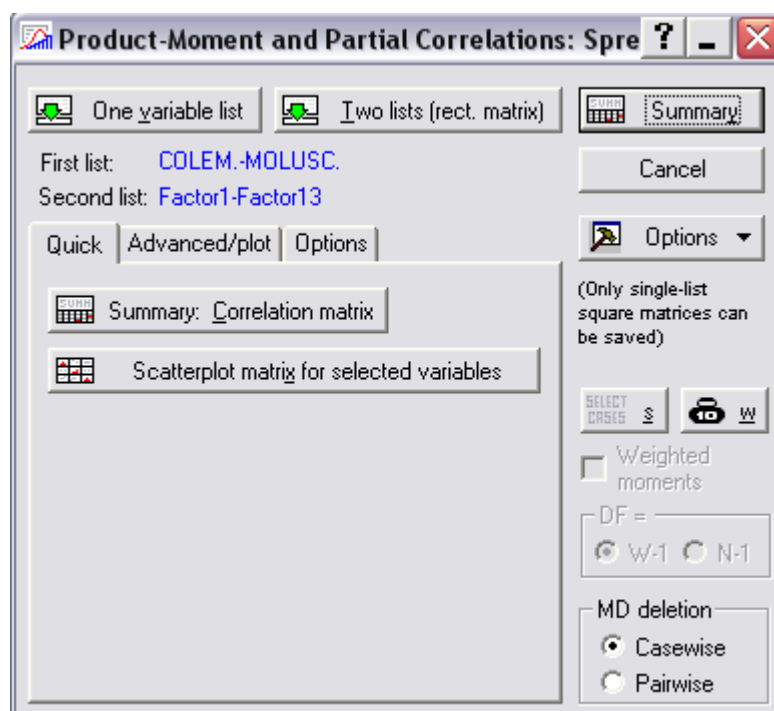 Product-Moment and Partial Correlations: Spre
One variable list
Two lists (rect. matrix)
Summary
First list: COLEM.-MOLUSC.
Second list: Factor1-Factor13
Cancel
Quick
Advanced/plot
Options
Options
Summary: Correlation matrix
Scatterplot matrix for selected variables
(Only single-list
square matrices can
be saved)
SELECT
CASES
S
10
W
Weighted
moments
DF =
W-1
N-1
MD deletion
Casewise
Pairwise